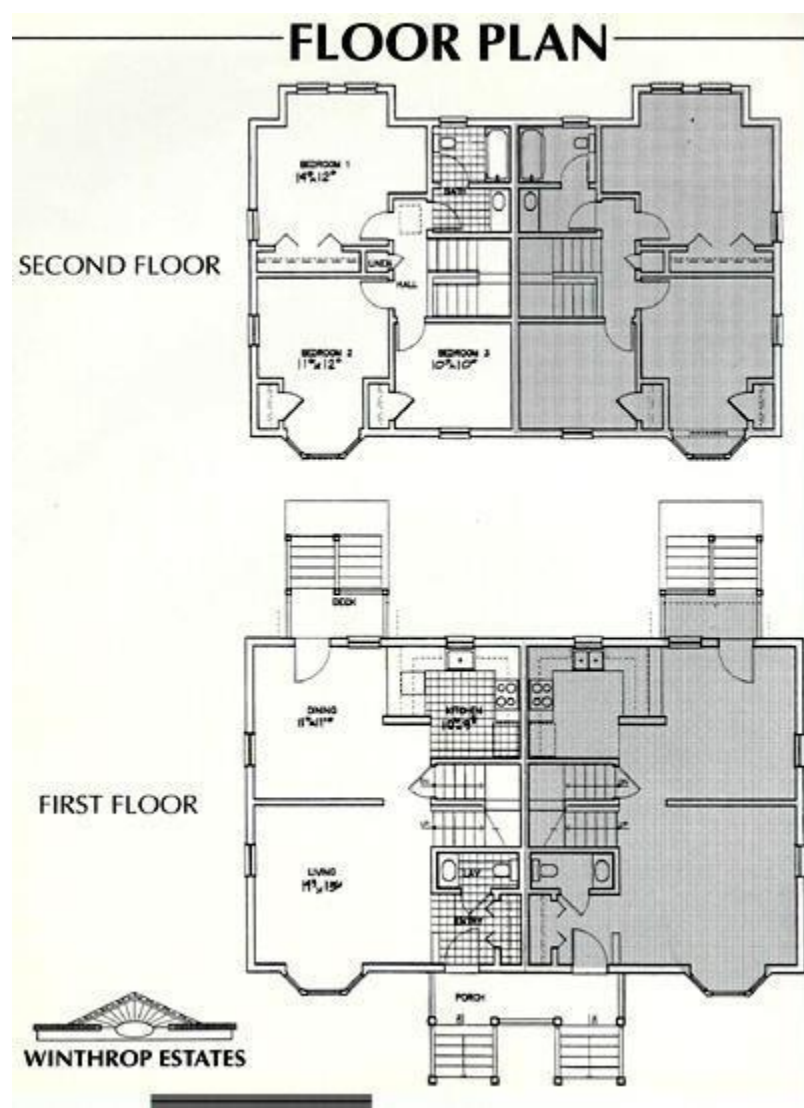 FLOOR PLAN
SECOND FLOOR
BEDROOM 1
BATH
LINEN
HALL
BEDROOM 2
BEDROOM 3
DECK
DINING
KITCHEN
FIRST FLOOR
LIVING
LAV
ENTRY
PORCH
WINTHROP ESTATES